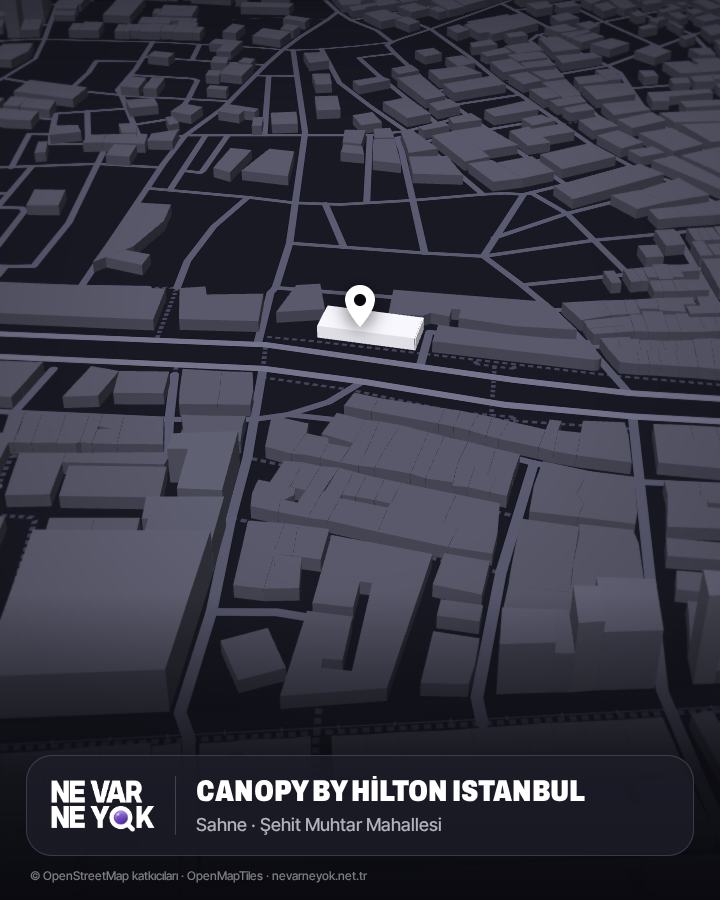 NE VAR
NE YOK
CANOPY BY HİLTON ISTANBUL
Sahne · Şehit Muhtar Mahallesi
© OpenStreetMap katkıcıları · OpenMapTiles · nevarneyok.net.tr